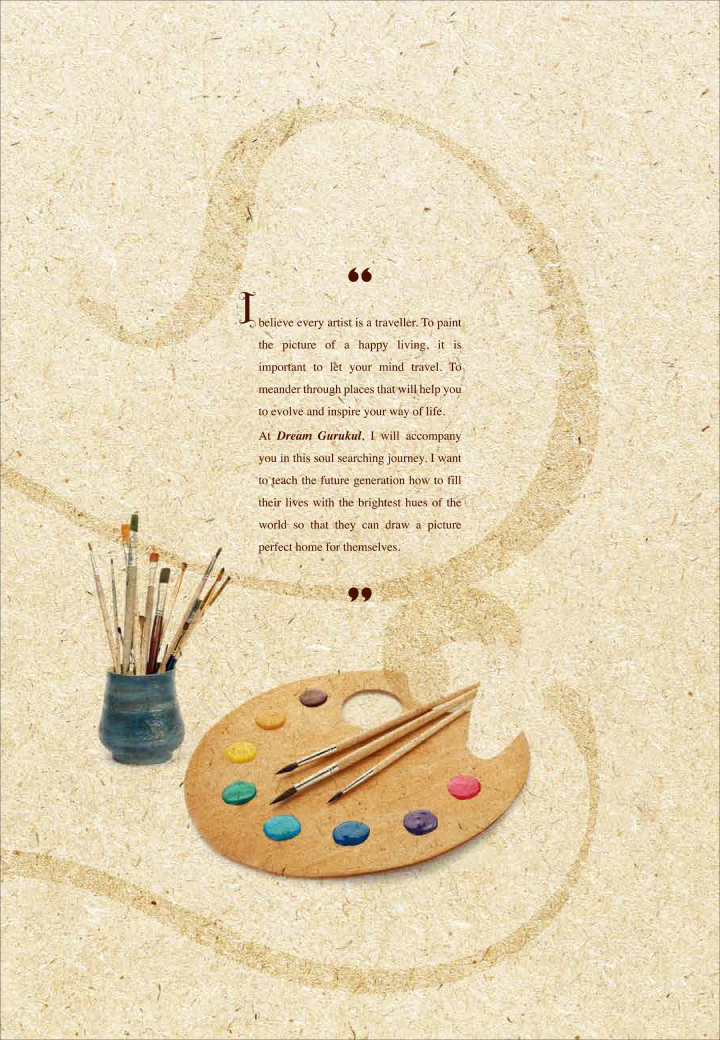 ❝
I believe every artist is a traveller. To paint
the picture of a happy living, it is
important to let your mind travel. To
meander through places that will help you
to evolve and inspire your way of life.
At Dream Gurukul, I will accompany
you in this soul searching journey. I want
to teach the future generation how to fill
their lives with the brightest hues of the
world so that they can draw a picture
perfect home for themselves.
❞